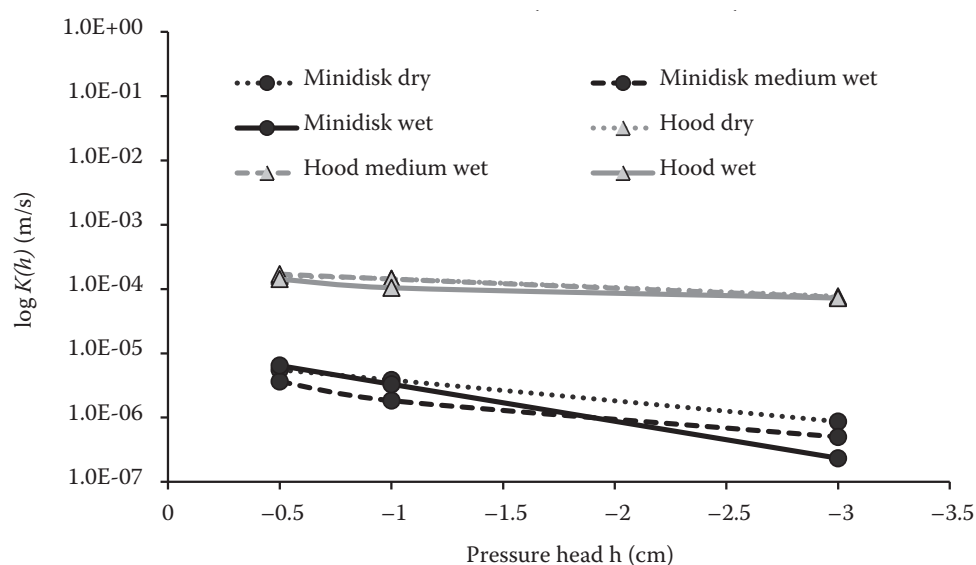 1.0E+00
1.0E-01
1.0E-02
1.0E-03
1.0E-04
1.0E-05
1.0E-06
1.0E-07
log K(h) (m/s)
Minidisk dry
Minidisk medium wet
Minidisk wet
Hood dry
Hood medium wet
Hood wet
0 −0.5 −1 −1.5 −2 −2.5 −3 −3.5
Pressure head h (cm)